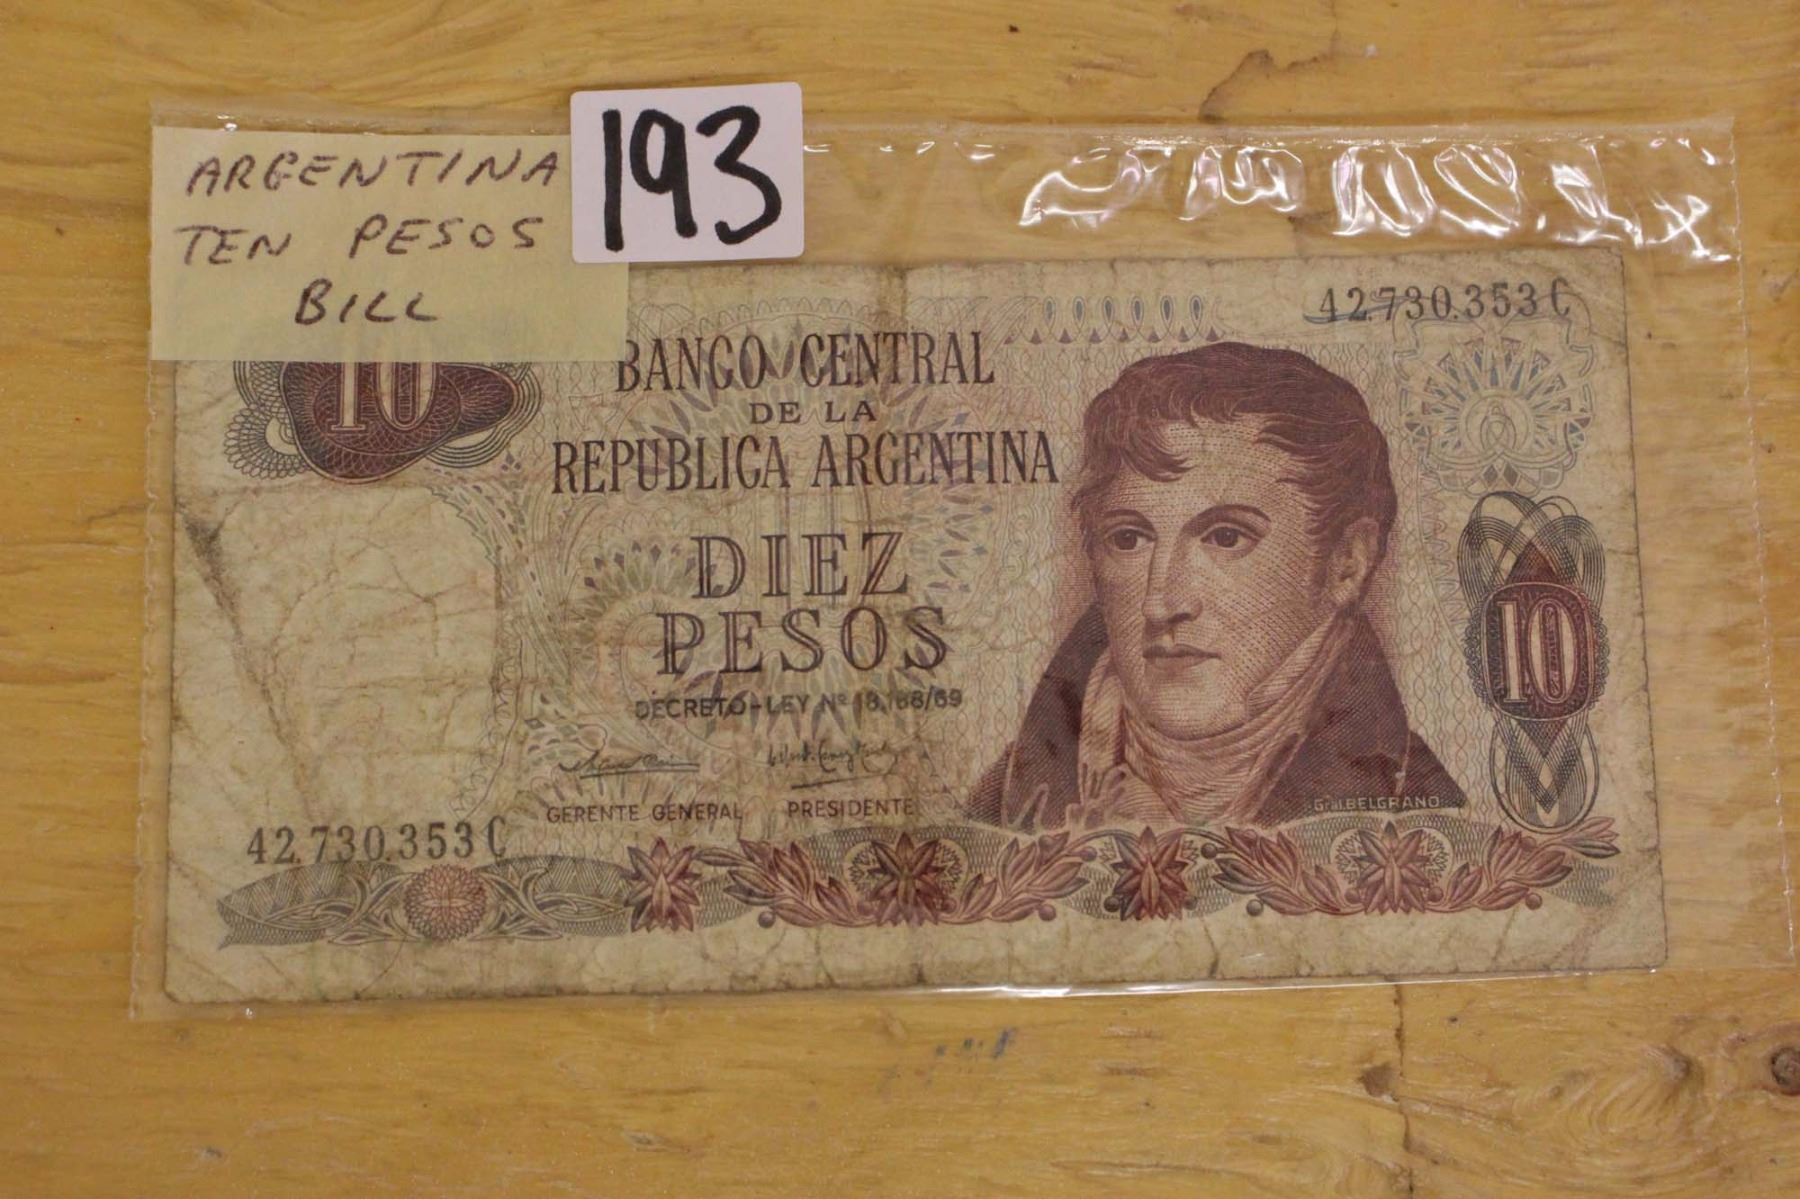 193
ARGENTINA
TEN PESOS
BILL
42.730.353 C
10
BANCO CENTRAL
DE LA
REPUBLICA ARGENTINA
DIEZ
PESOS
DECRETO-LEY Nº 18.188/69
10
GERENTE GENERAL PRESIDENTE
Gral.BELGRANO
42.730.353 C